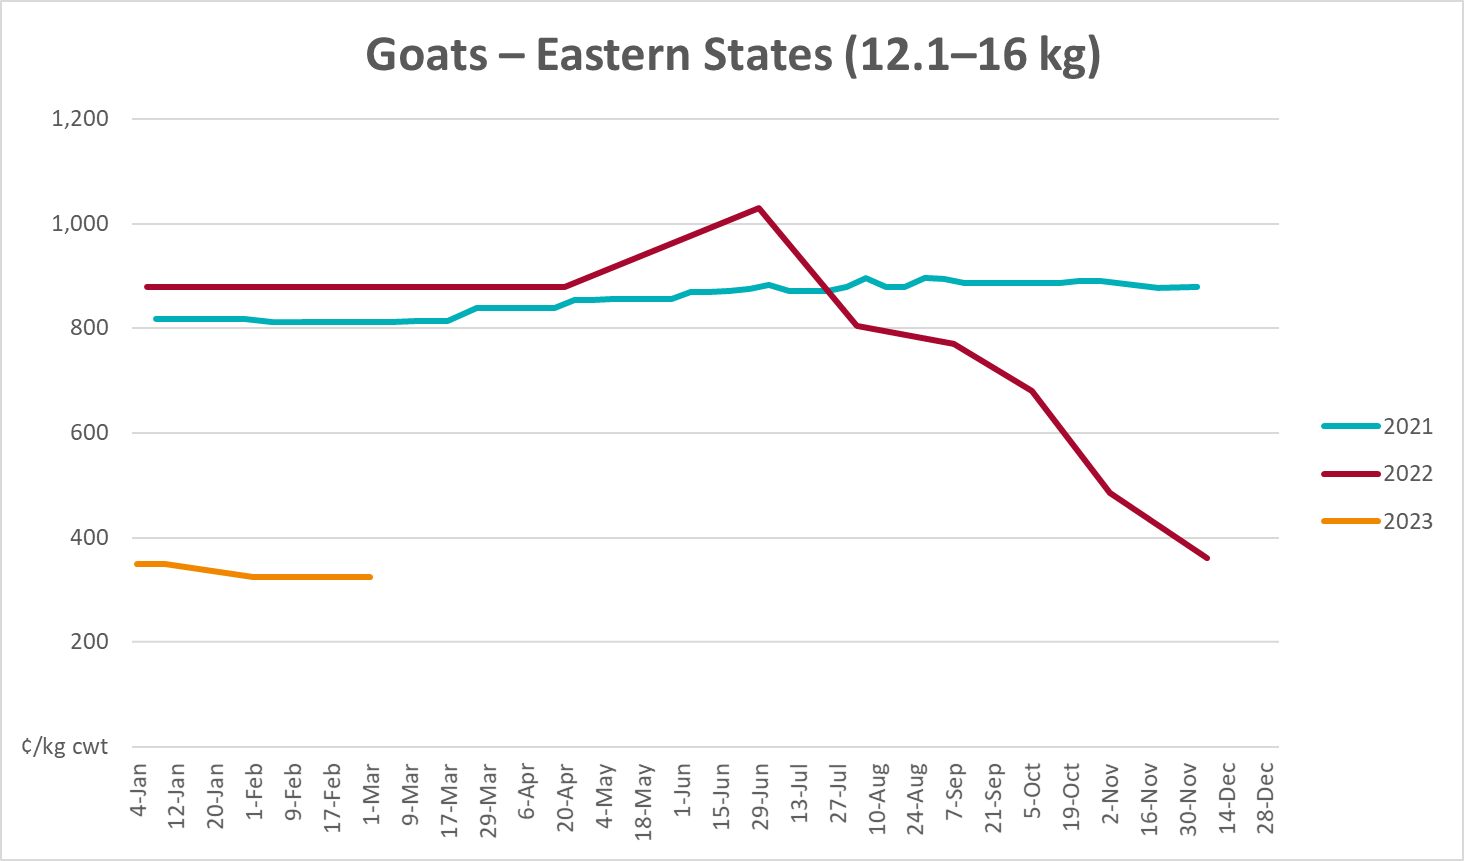 Goats – Eastern States (12.1–16 kg)
1,200
1,000
800
600
400
200
¢/kg cwt
4-Jan
12-Jan
20-Jan
1-Feb
9-Feb
17-Feb
1-Mar
9-Mar
17-Mar
29-Mar
6-Apr
20-Apr
4-May
18-May
1-Jun
15-Jun
29-Jun
13-Jul
27-Jul
10-Aug
24-Aug
7-Sep
21-Sep
5-Oct
19-Oct
2-Nov
16-Nov
30-Nov
14-Dec
28-Dec
2021
2022
2023